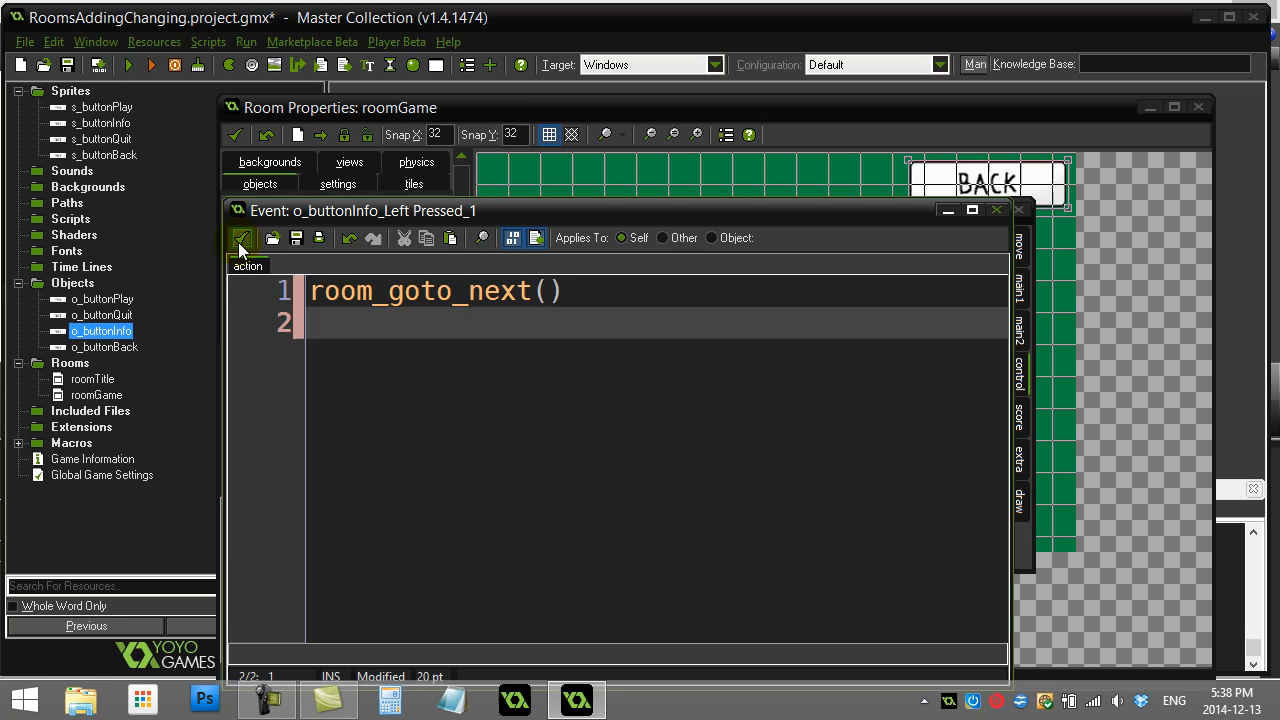 RoomsAddingChanging.project.gmx* - Master Collection (v1.4.1474)
File Edit Window Resources Scripts Run Marketplace Beta Player Beta Help
Target: Windows Configuration: Default Man Knowledge Base:
Sprites
s_buttonPlay
s_buttonInfo
s_buttonQuit
s_buttonBack
Sounds
Backgrounds
Paths
Scripts
Shaders
Fonts
Time Lines
Objects
o_buttonPlay
o_buttonQuit
o_buttonInfo
o_buttonBack
Rooms
roomTitle
roomGame
Included Files
Extensions
Macros
Game Information
Global Game Settings
Search For Resources...
Whole Word Only
Previous
YOYO
GAMES
Room Properties: roomGame
Snap X: 32 Snap Y: 32
backgrounds views physics
objects settings tiles
BACK
Event: o_buttonInfo_Left Pressed_1
Applies To: Self Other Object:
action
1 room_goto_next()
2
2/2: 1 INS Modified 20 pt
move
main1
main2
control
score
extra
draw
Ps
ENG
5:38 PM
2014-12-13